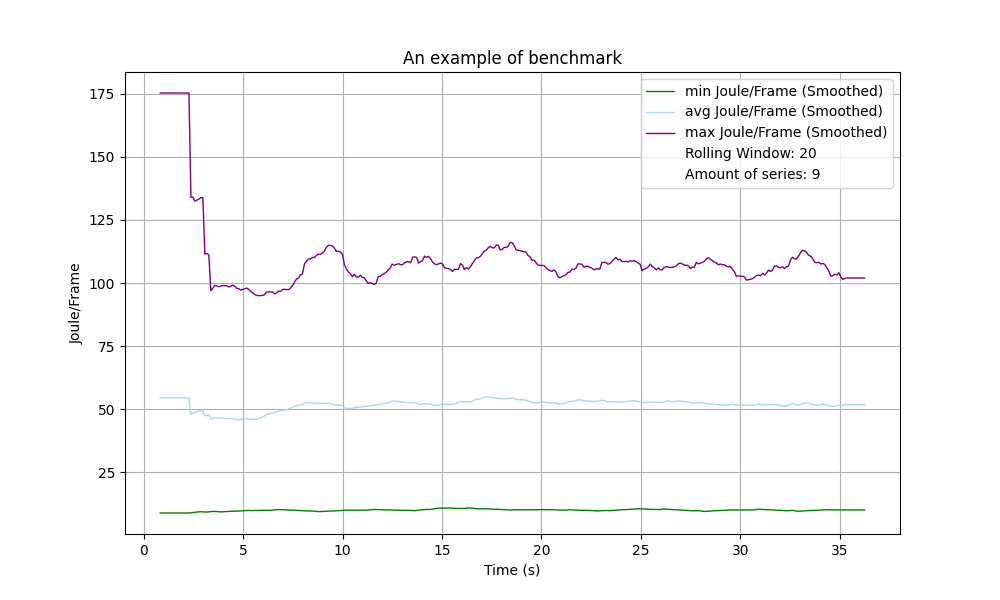 An example of benchmark
min Joule/Frame (Smoothed)
avg Joule/Frame (Smoothed)
max Joule/Frame (Smoothed)
Rolling Window: 20
Amount of series: 9
Joule/Frame
175
150
125
100
75
50
25
0 5 10 15 20 25 30 35
Time (s)